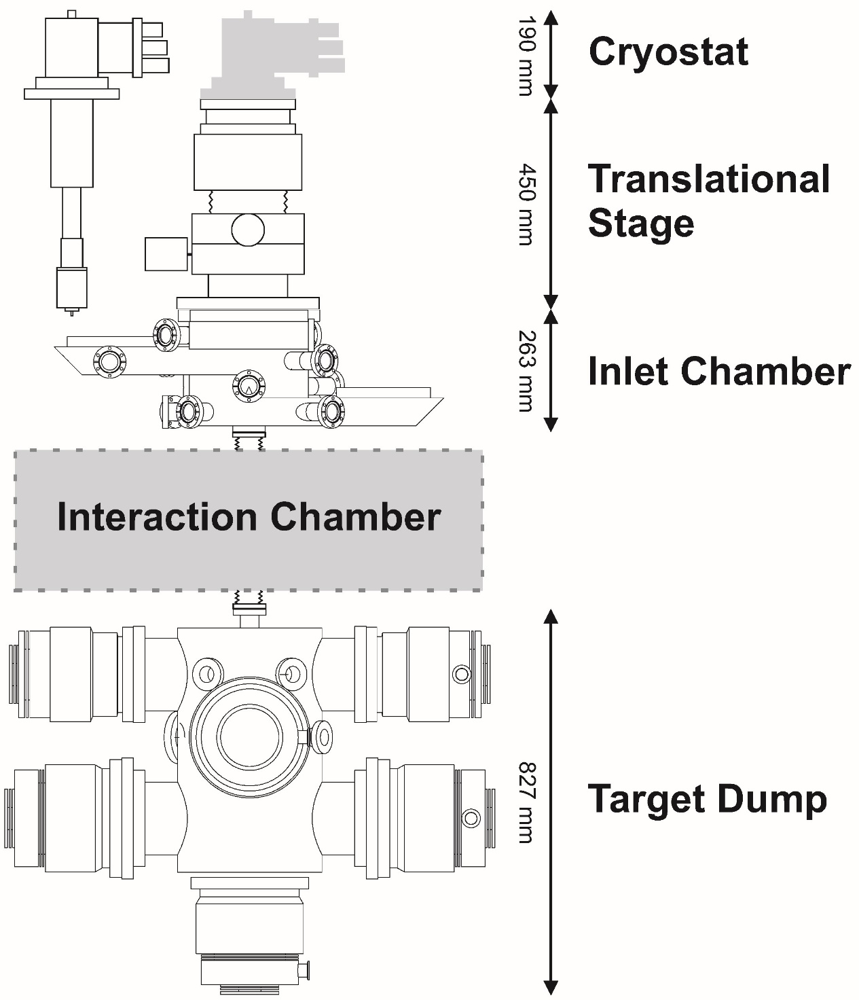 190 mm
Cryostat
450 mm
Translational
Stage
263 mm
Inlet Chamber
Interaction Chamber
827 mm
Target Dump